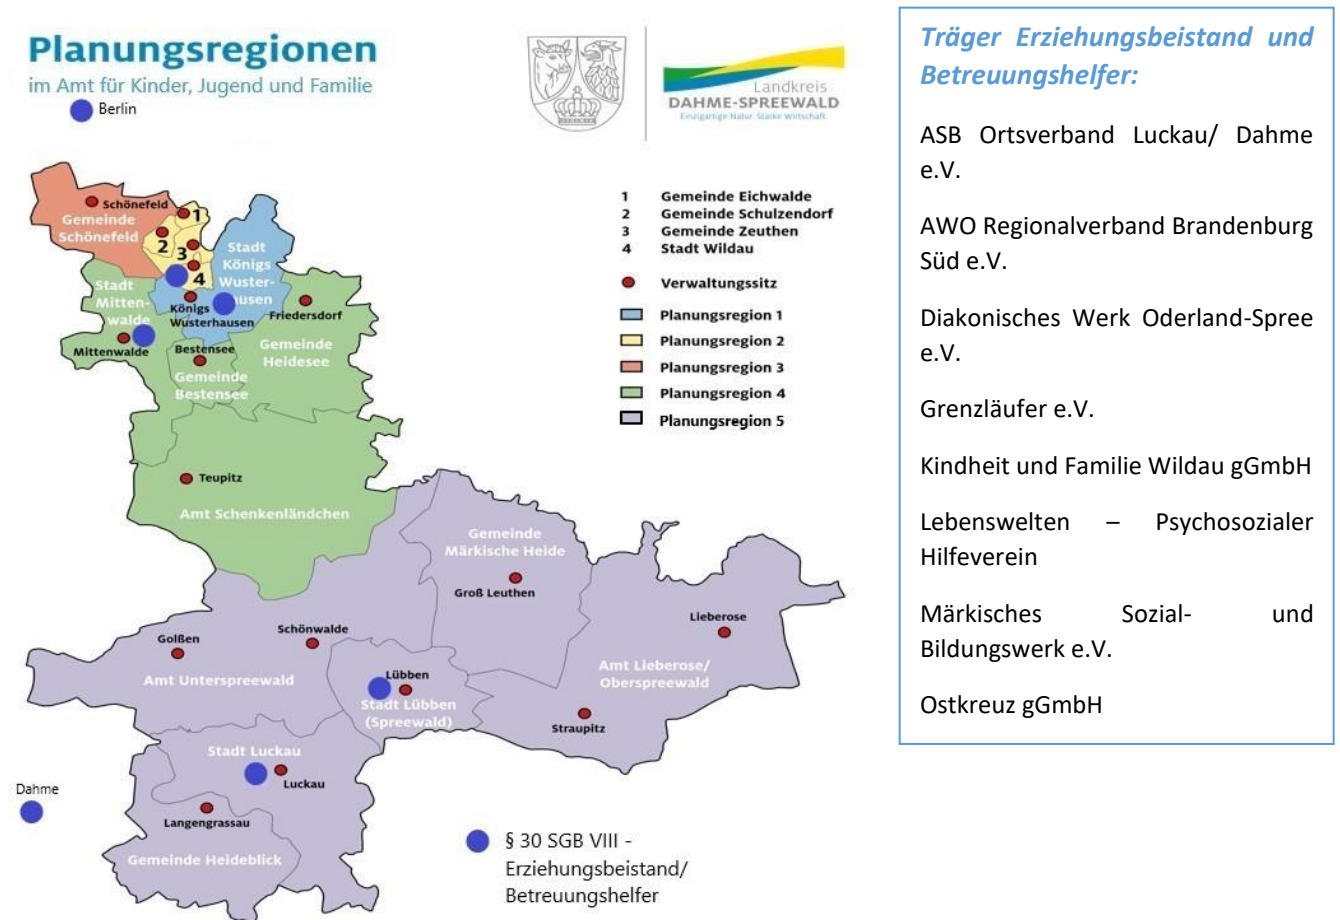 Planungsregionen
im Amt für Kinder, Jugend und Familie
Berlin
Landkreis
DAHME-SPREEWALD
Einzigartige Natur. Starke Wirtschaft.
1 Gemeinde Eichwalde
2 Gemeinde Schulzendorf
3 Gemeinde Zeuthen
4 Stadt Wildau
Verwaltungssitz
Planungsregion 1
Planungsregion 2
Planungsregion 3
Planungsregion 4
Planungsregion 5
Schönefeld
Gemeinde
Schönefeld
1
2
3
4
Stadt
Königs
Wuster-
hausen
Stadt
Mitten-
walde
Königs
Wusterhausen
Friedersdorf
Mittenwalde
Bestensee
Gemeinde
Bestensee
Gemeinde
Heidesee
Teupitz
Amt Schenkenländchen
Gemeinde
Märkische Heide
Groß Leuthen
Lieberose
Schönwalde
Golßen
Amt Unterspreewald
Lübben
Stadt Lübben
(Spreewald)
Amt Lieberose/
Oberspreewald
Straupitz
Stadt Luckau
Luckau
Dahme
Langengrassau
Gemeinde Heideblick
§ 30 SGB VIII -
Erziehungsbeistand/
Betreuungshelfer
Träger Erziehungsbeistand und
Betreuungshelfer:
ASB Ortsverband Luckau/ Dahme
e.V.
AWO Regionalverband Brandenburg
Süd e.V.
Diakonisches Werk Oderland-Spree
e.V.
Grenzläufer e.V.
Kindheit und Familie Wildau gGmbH
Lebenswelten – Psychosozialer
Hilfeverein
Märkisches Sozial- und
Bildungswerk e.V.
Ostkreuz gGmbH